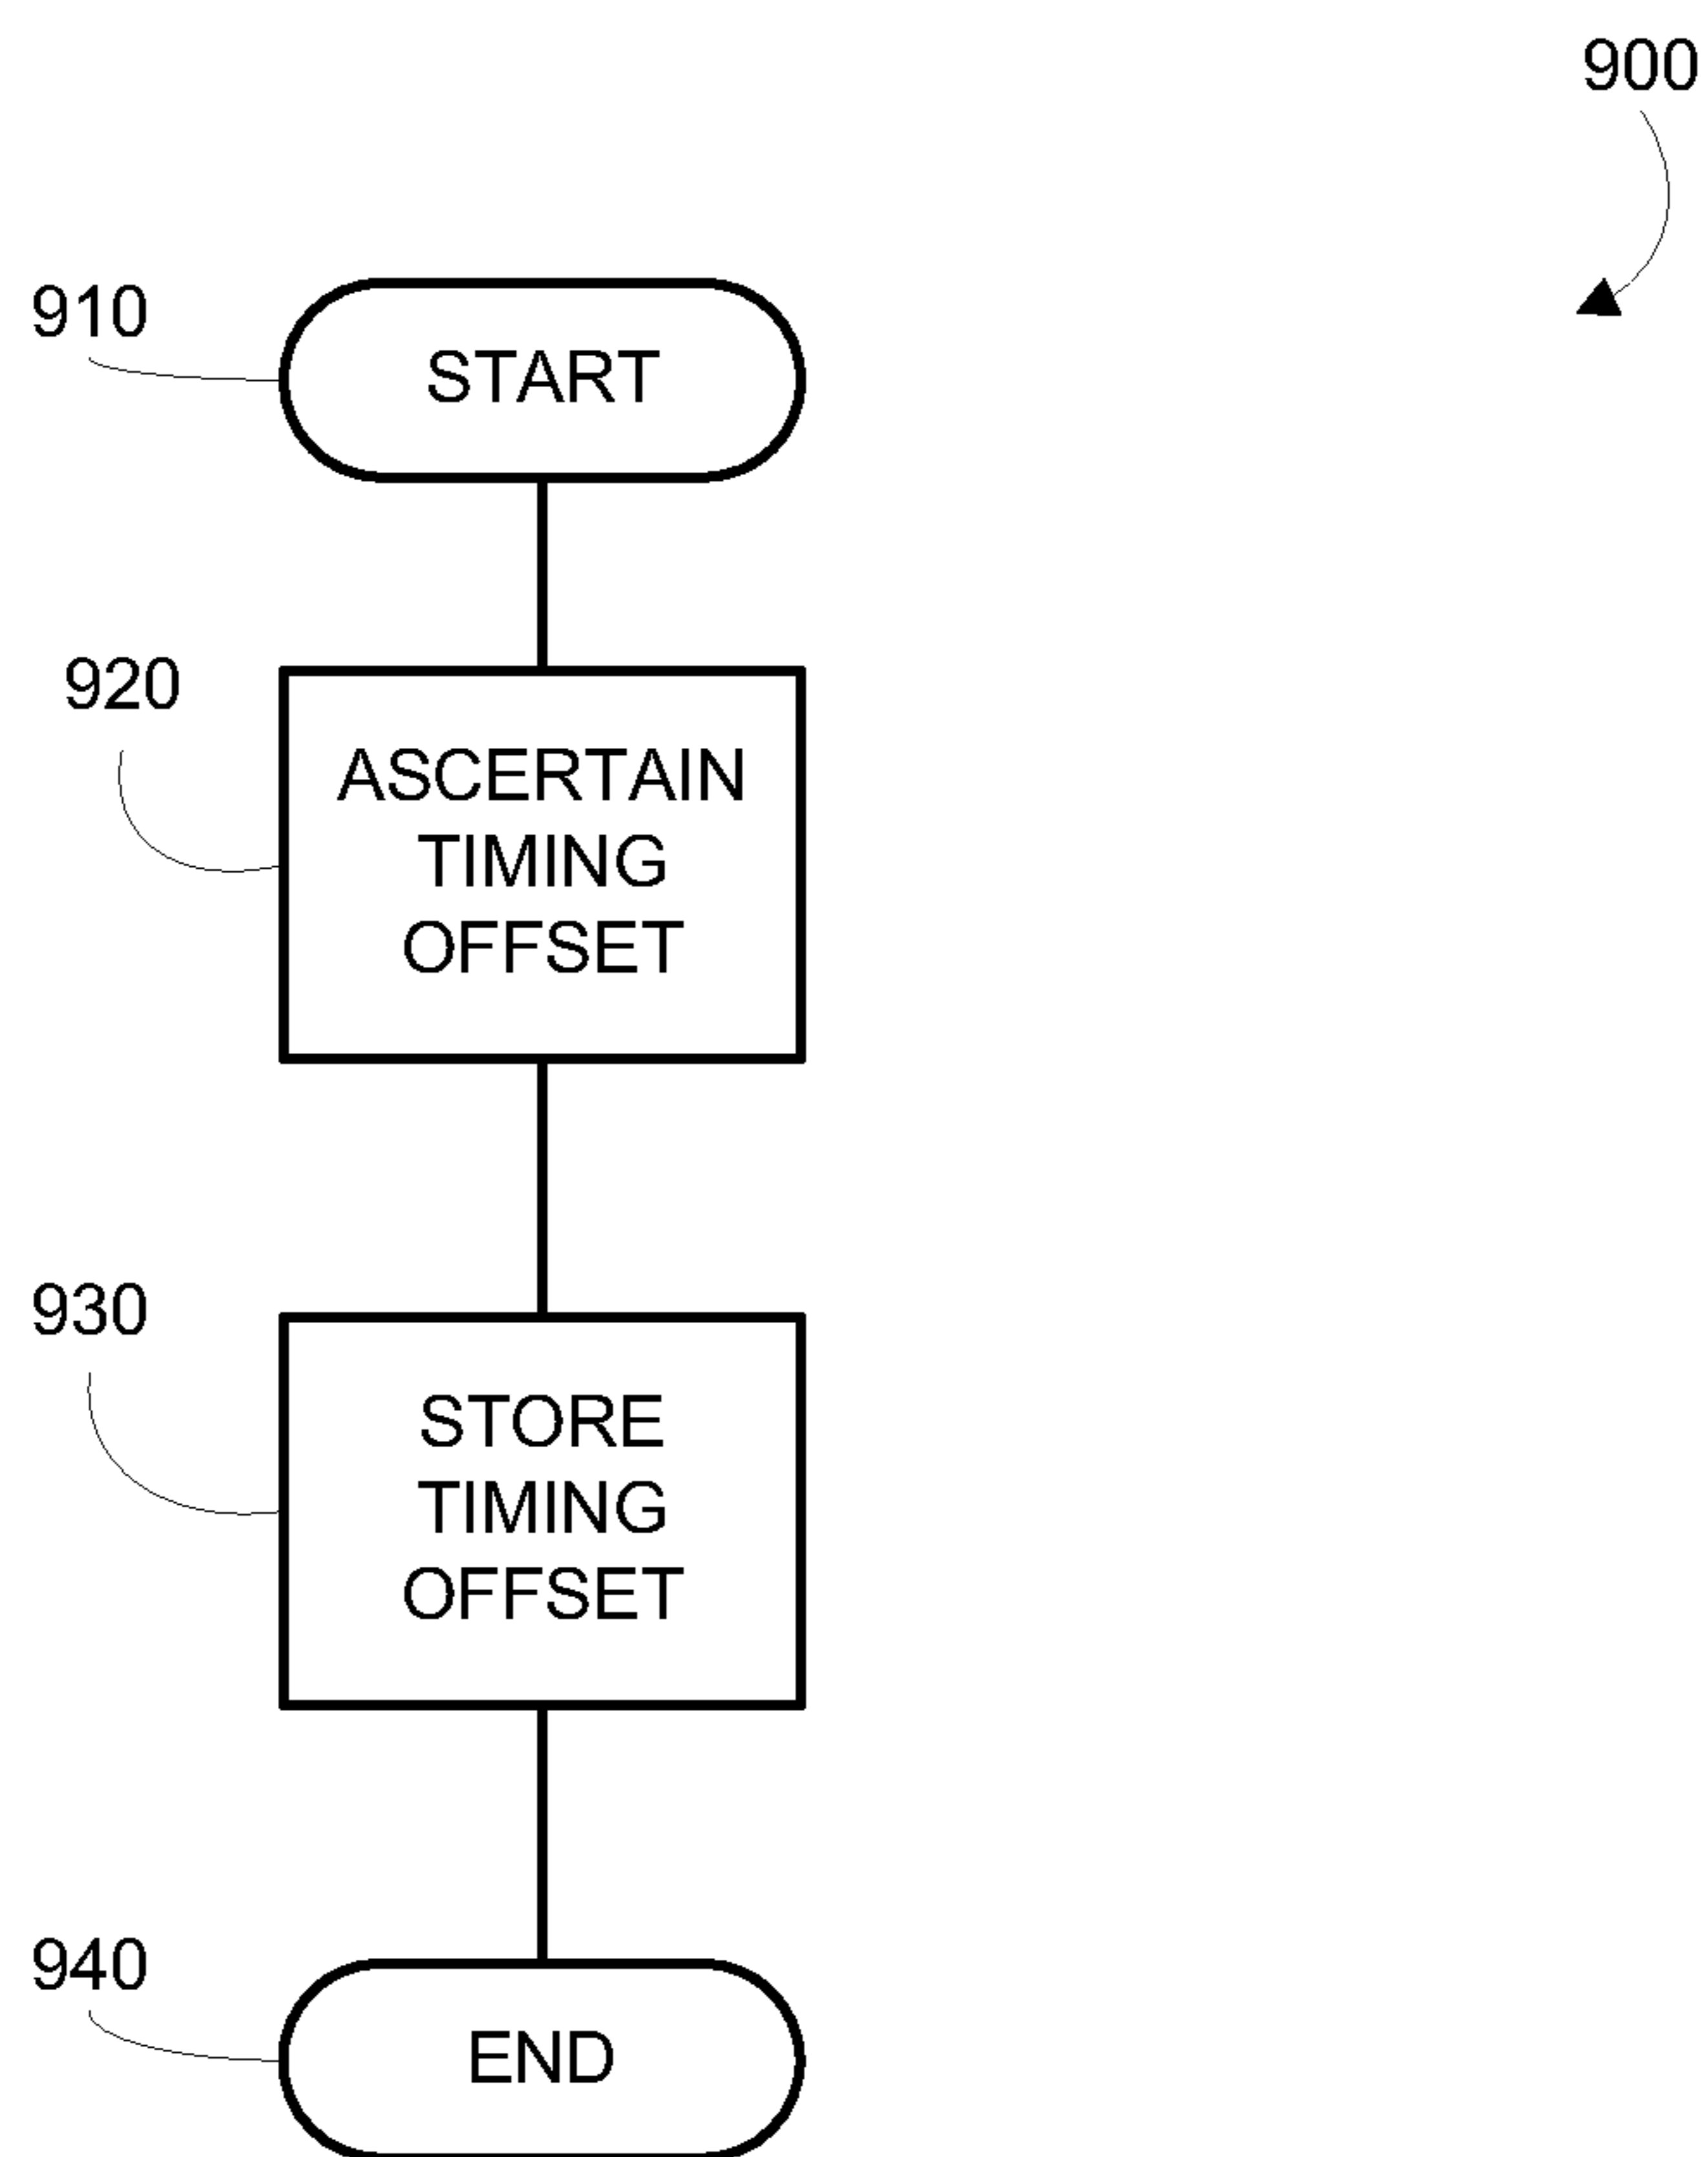 900
910
START
920
ASCERTAIN
TIMING
OFFSET
930
STORE
TIMING
OFFSET
940
END